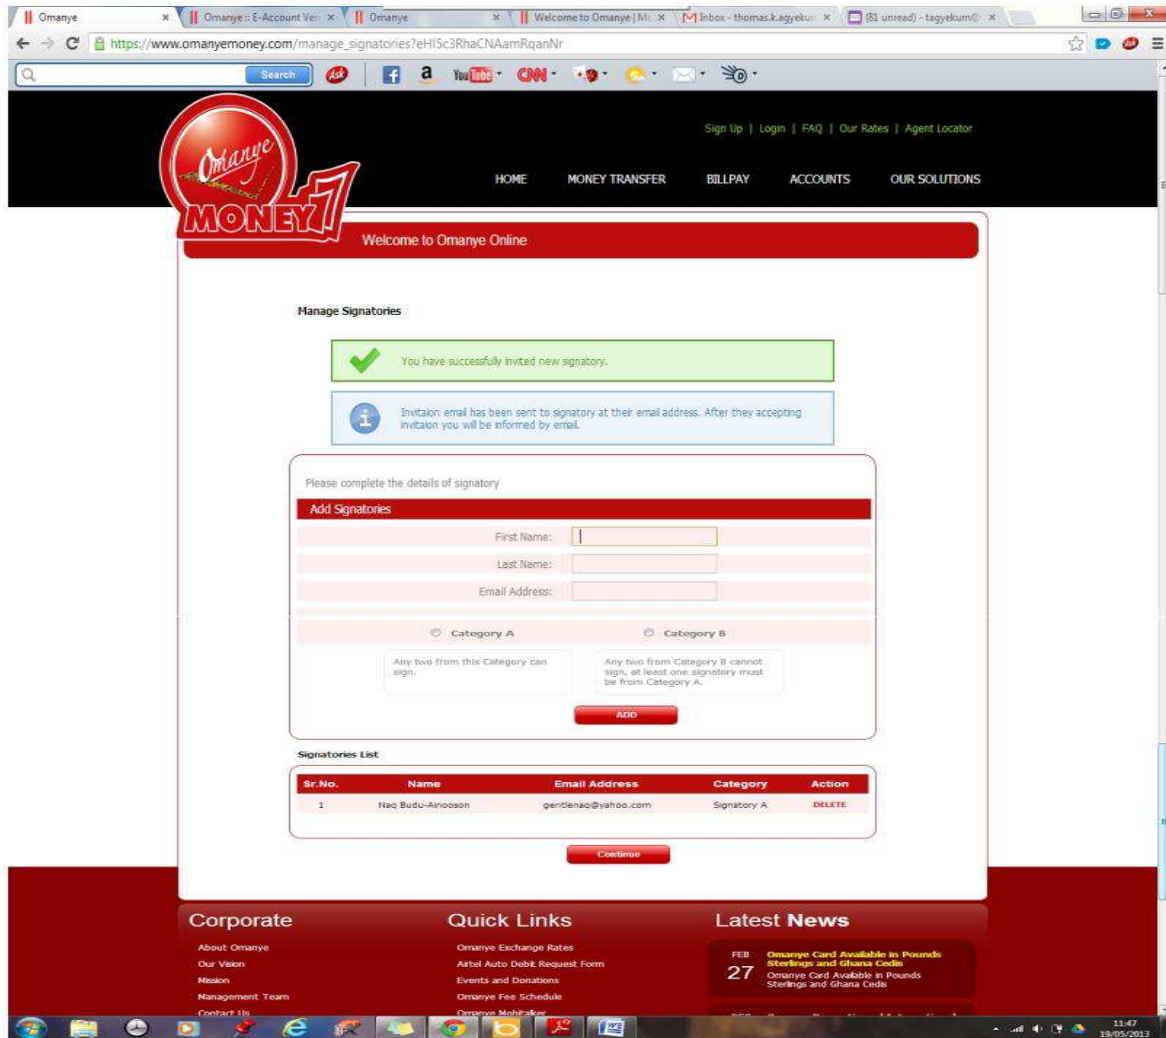 Omanye
Omanye :: E-Account Ver
Omanye
Welcome to Omanye | M
Inbox - thomas.k.agyekum
(81 unread) - tagyekum@
https://www.omanyemoney.com/manage_signatories?eHI5c3RhaCNAamRqanNr
Search
Ask
a
YouTube
CNN
Sign Up | Login | FAQ | Our Rates | Agent Locator
Omanye
MONEY
HOME MONEY TRANSFER BILLPAY ACCOUNTS OUR SOLUTIONS
Welcome to Omanye Online
Manage Signatories
You have successfully invited new signatory.
Invitaion email has been sent to signatory at their email address. After they accepting
invitaion you will be informed by email.
Please complete the details of signatory
Add Signatories
First Name:
Last Name:
Email Address:
Category A Category B
Any two from this Category can
sign.
Any two from Category B cannot
sign, at least one signatory must
be from Category A.
ADD
Signatories List
Sr.No. Name Email Address Category Action
1 Naq Budu-Ainooson gentlenaq@yahoo.com Signatory A DELETE
Continue
Corporate
About Omanye
Our Vision
Mission
Management Team
Contact Us
Quick Links
Omanye Exchange Rates
Airtel Auto Debit Request Form
Events and Donations
Omanye Fee Schedule
Omanye Mobitalker
Latest News
FEB
27
Omanye Card Available in Pounds
Sterlings and Ghana Cedis
Omanye Card Available in Pounds
Sterlings and Ghana Cedis
11:47
19/05/2013